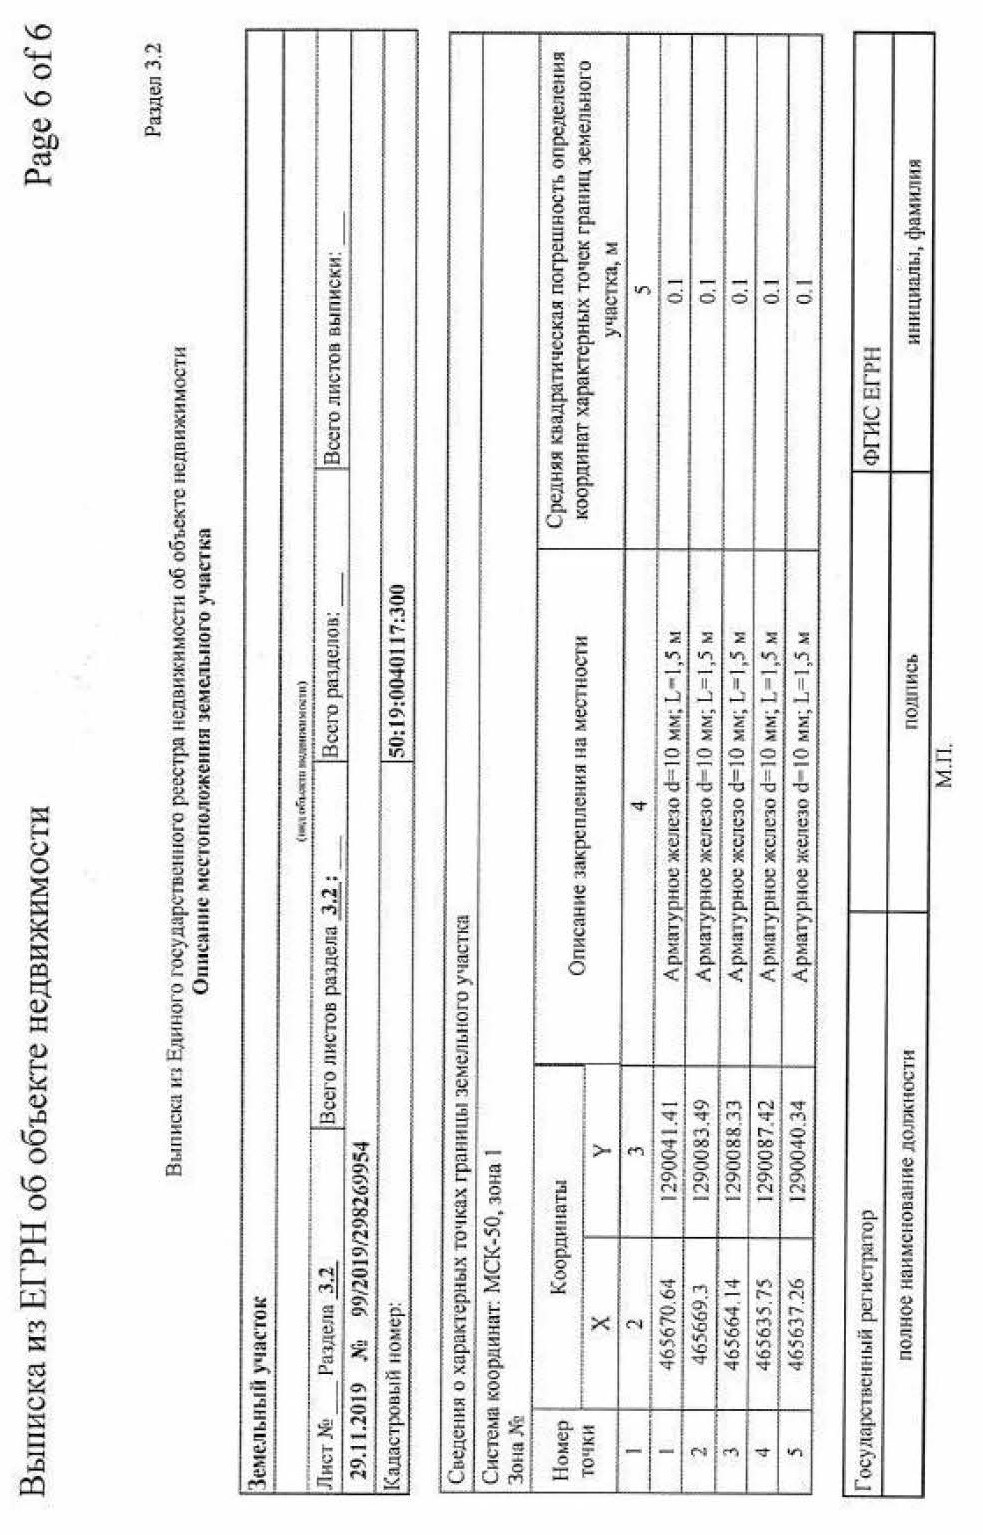 Выписка из ЕГРН об объекте недвижимости Page 6 of 6
Раздел 3.2
Выписка из Единого государственного реестра недвижимости об объекте недвижимости
Описание местоположения земельного участка
Земельный участок
(вид объекта недвижимости)
Лист № ___ Раздела 3.2 Всего листов раздела 3.2 : ___ Всего разделов: ___ Всего листов выписки: ___
29.11.2019 № 99/2019/298269954
Кадастровый номер: 50:19:0040117:300
Сведения о характерных точках границы земельного участка
Система координат: МСК-50, зона 1
Зона №
Номер точки Координаты Описание закрепления на местности Средняя квадратическая погрешность определения координат характерных точек границ земельного участка, м
X Y
1 2 3 4 5
1 465670.64 1290041.41 Арматурное железо d=10 мм; L=1,5 м 0.1
2 465669.3 1290083.49 Арматурное железо d=10 мм; L=1,5 м 0.1
3 465664.14 1290088.33 Арматурное железо d=10 мм; L=1,5 м 0.1
4 465635.75 1290087.42 Арматурное железо d=10 мм; L=1,5 м 0.1
5 465637.26 1290040.34 Арматурное железо d=10 мм; L=1,5 м 0.1
Государственный регистратор ФГИС ЕГРН
полное наименование должности подпись инициалы, фамилия
М.П.